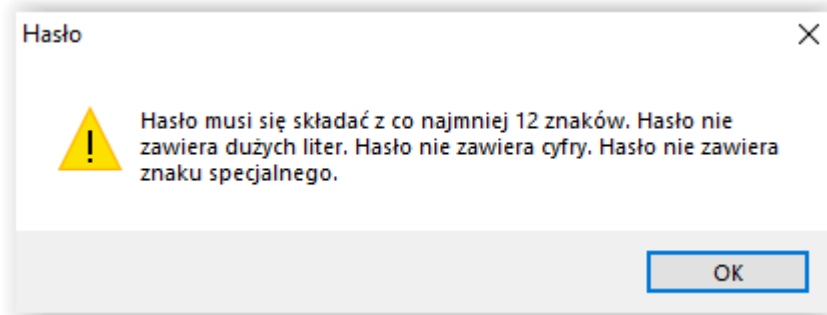 Hasło
Hasło musi się składać z co najmniej 12 znaków. Hasło nie
zawiera dużych liter. Hasło nie zawiera cyfry. Hasło nie zawiera
znaku specjalnego.
OK